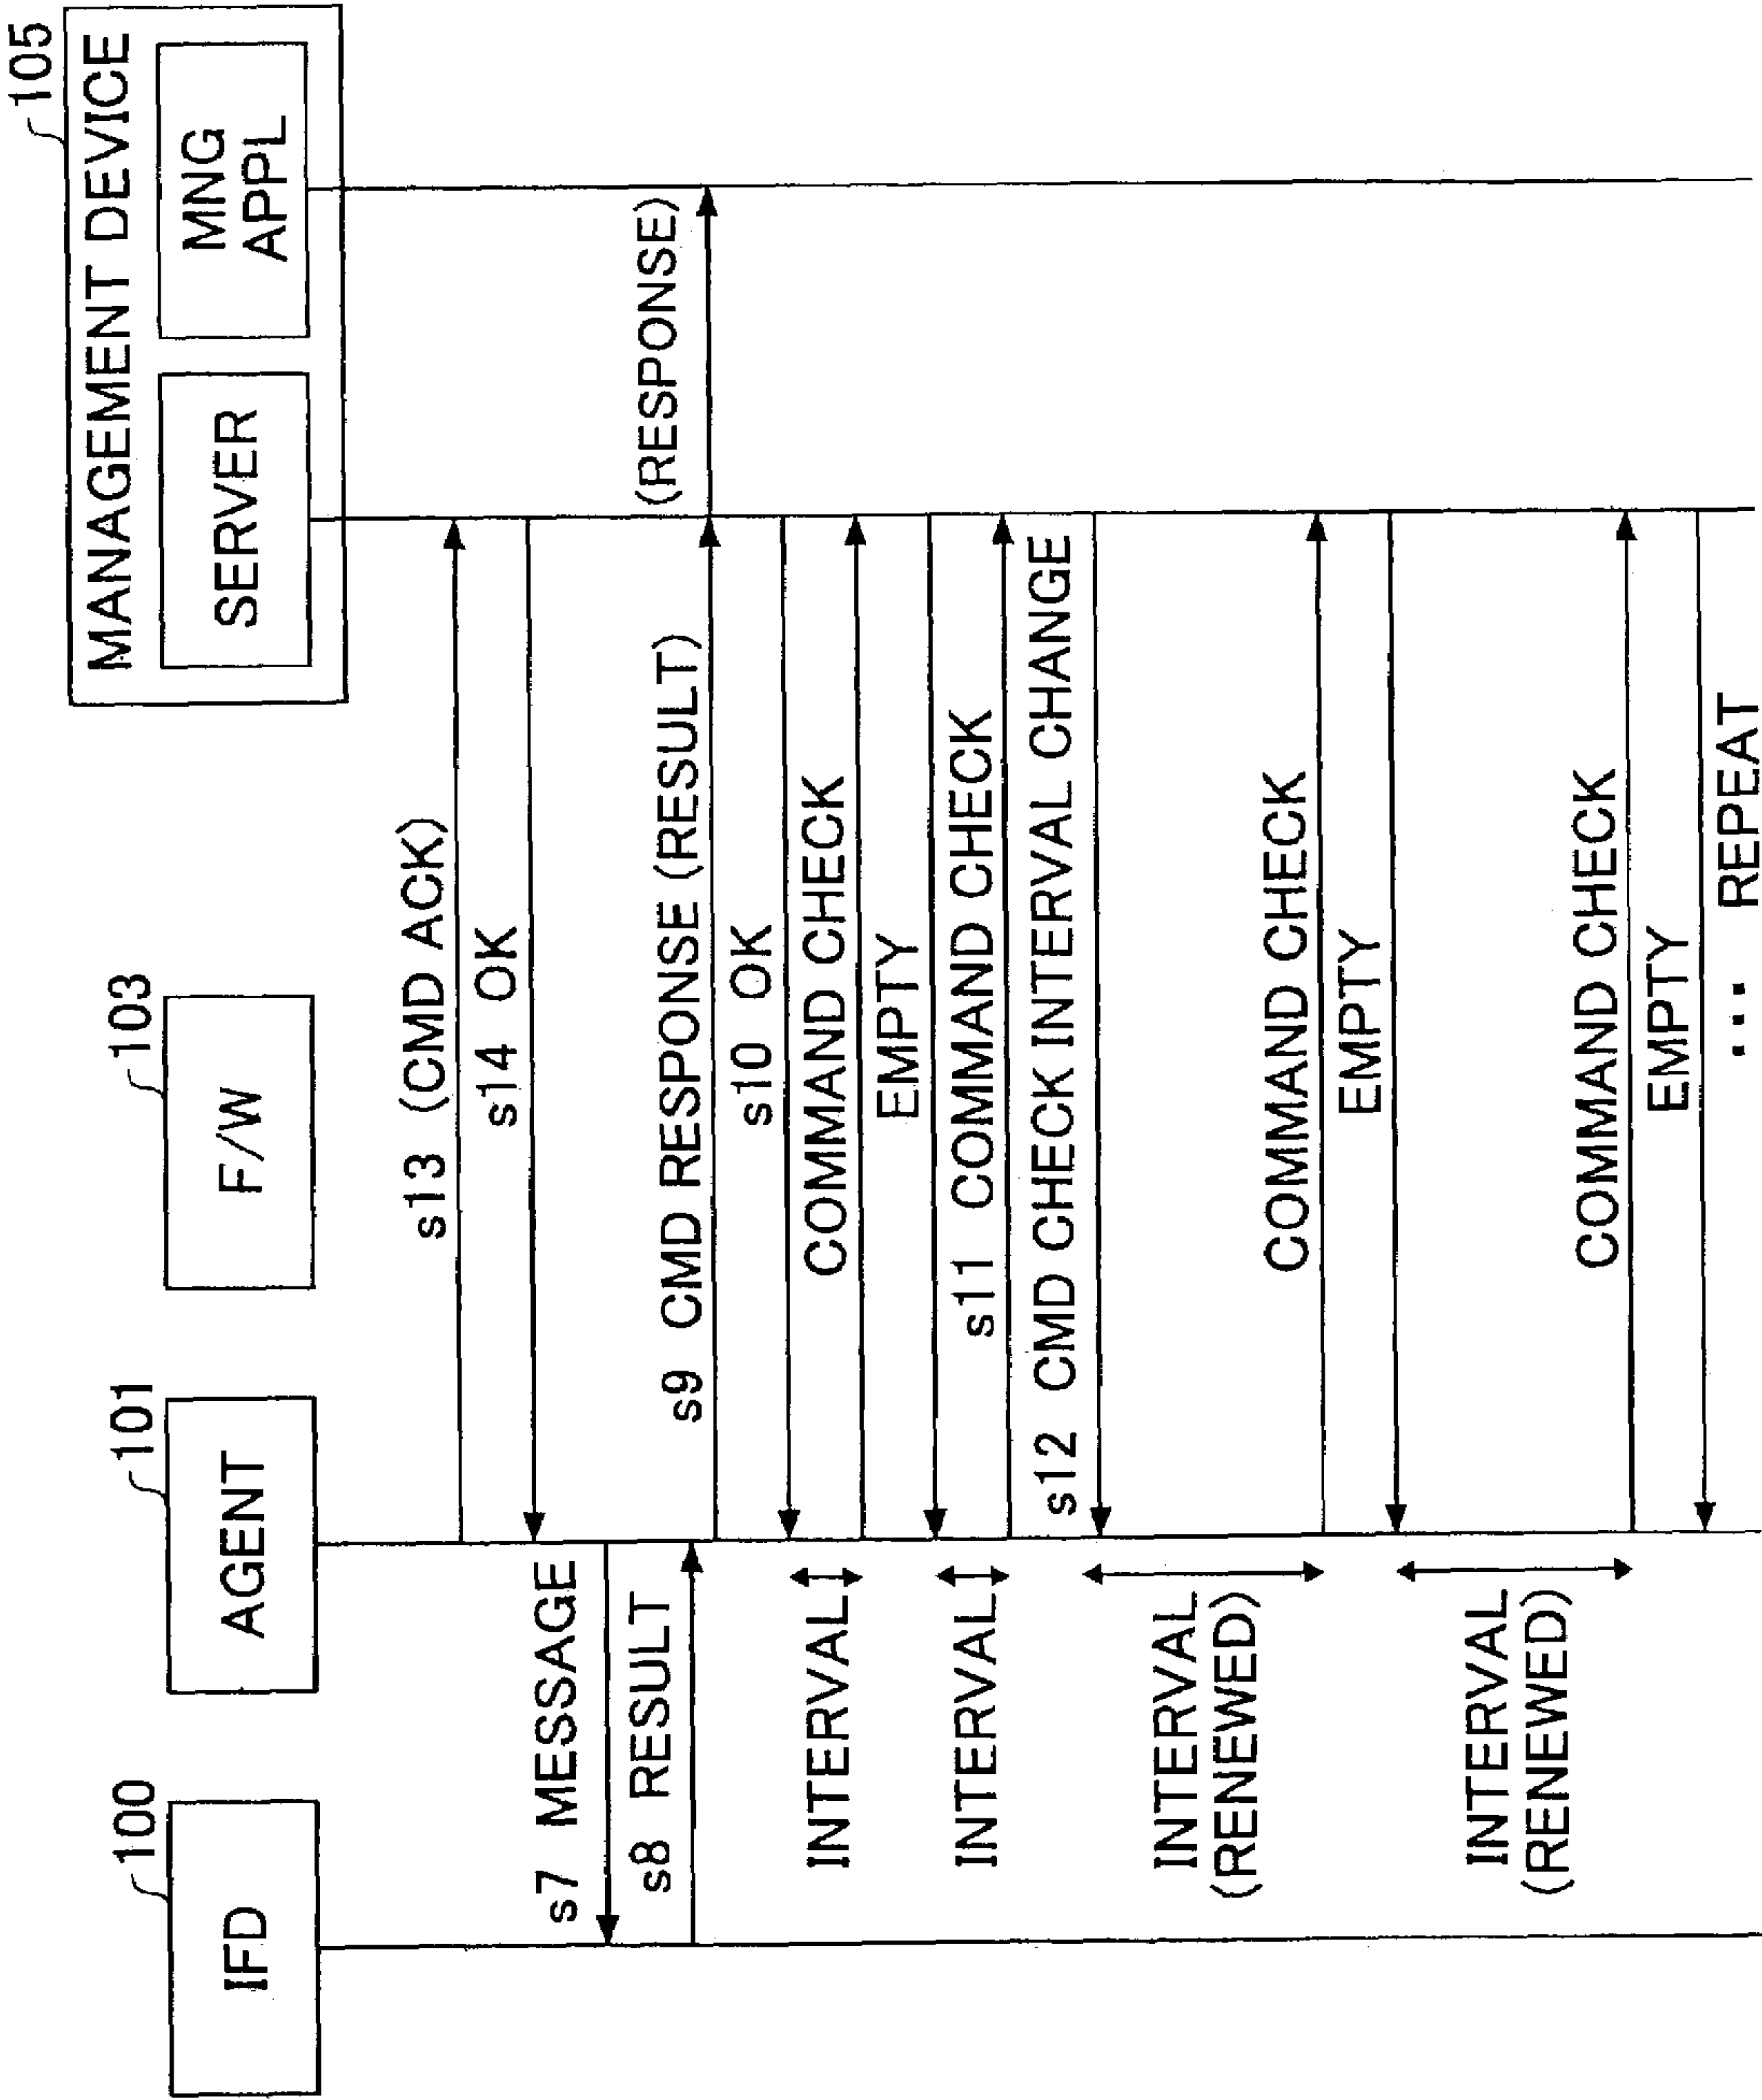 100
IFD
101
AGENT
103
F/W
105
MANAGEMENT DEVICE
SERVER
MNG
APPL
s13 (CMD ACK)
s14 OK
s7 MESSAGE
s8 RESULT
s9 CMD RESPONSE (RESULT)
(RESPONSE)
s10 OK
INTERVAL
COMMAND CHECK
EMPTY
INTERVAL
s11 COMMAND CHECK
s12 CMD CHECK INTERVAL CHANGE
INTERVAL
(RENEWED)
COMMAND CHECK
EMPTY
INTERVAL
(RENEWED)
COMMAND CHECK
EMPTY
... REPEAT